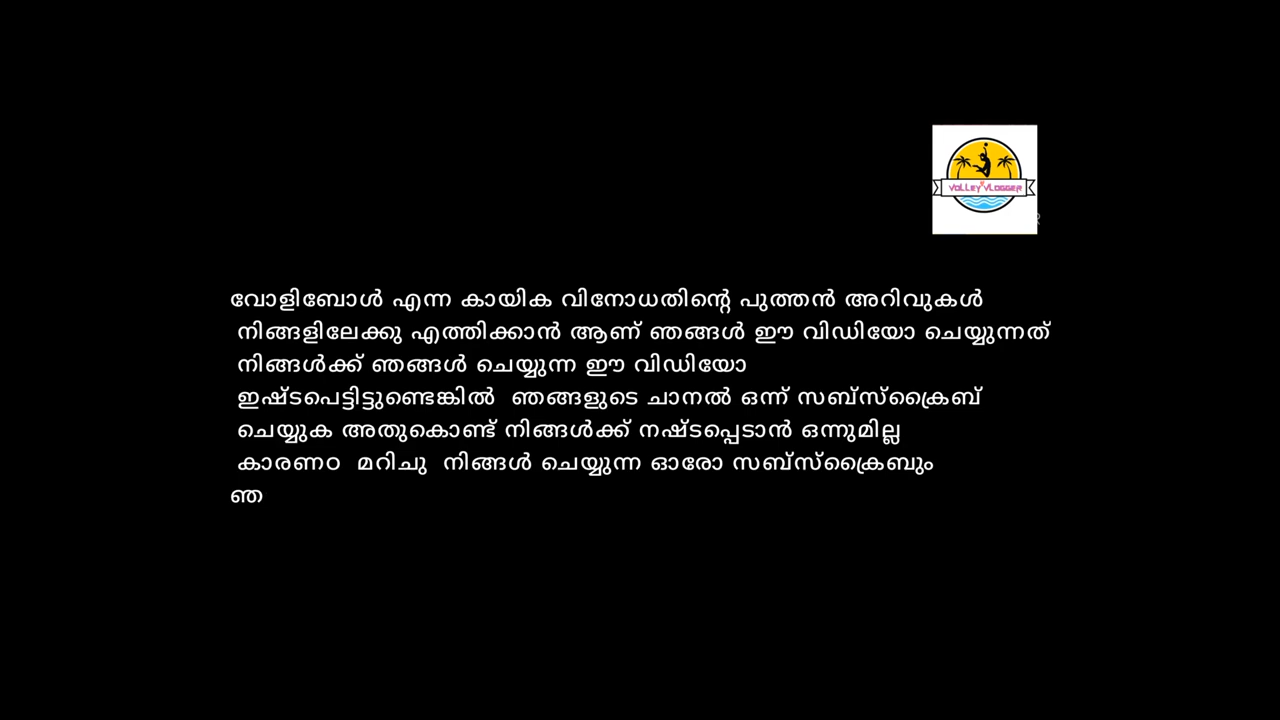 VOLLEY VLOGGER
വോളിബോൾ എന്ന കായിക വിനോധതിന്റെ പുത്തൻ അറിവുകൾ
നിങ്ങളിലേക്കു എത്തിക്കാൻ ആണ് ഞങ്ങൾ ഈ വിഡിയോ ചെയ്യുന്നത്
നിങ്ങൾക്ക് ഞങ്ങൾ ചെയ്യുന്ന ഈ വിഡിയോ
ഇഷ്ടപെട്ടിട്ടുണ്ടെങ്കിൽ ഞങ്ങളുടെ ചാനൽ ഒന്ന് സബ്സ്ക്രൈബ്
ചെയ്യുക അതുകൊണ്ട് നിങ്ങൾക്ക് നഷ്ടപ്പെടാൻ ഒന്നുമില്ല
കാരണഠ മറിചു നിങ്ങൾ ചെയ്യുന്ന ഓരോ സബ്സ്ക്രൈബും
ഞ